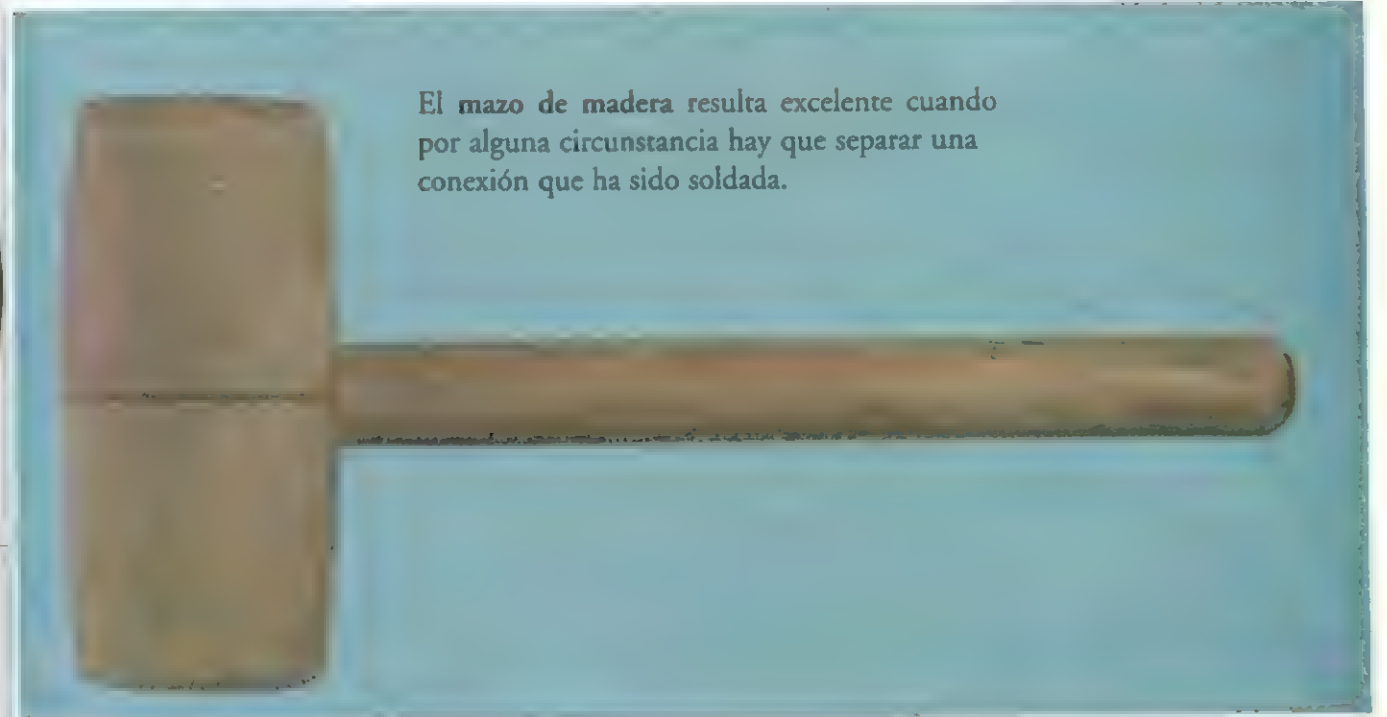 El mazo de madera resulta excelente cuando
por alguna circunstancia hay que separar una
conexión que ha sido soldada.